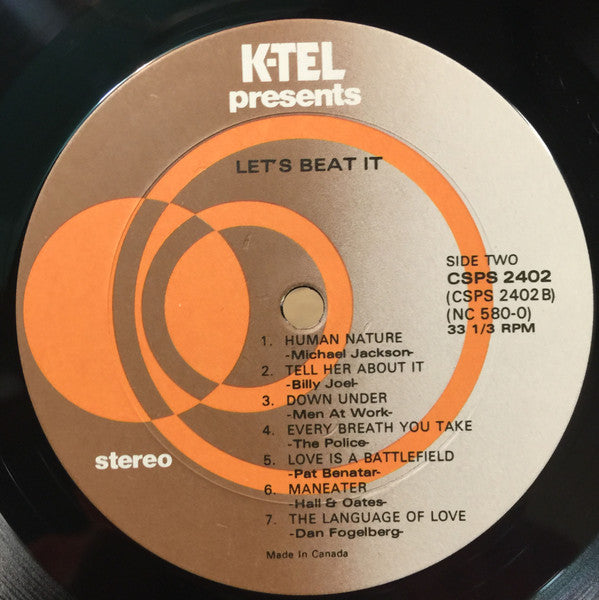 K-TEL
presents
LET'S BEAT IT
SIDE TWO
CSPS 2402
(CSPS 2402B)
(NC 580-0)
33 1/3 RPM
1. HUMAN NATURE
-Michael Jackson-
2. TELL HER ABOUT IT
-Billy Joel-
3. DOWN UNDER
-Men At Work-
4. EVERY BREATH YOU TAKE
-The Police-
5. LOVE IS A BATTLEFIELD
-Pat Benatar-
6. MANEATER
-Hall & Oates-
7. THE LANGUAGE OF LOVE
-Dan Fogelberg-
stereo
Made In Canada